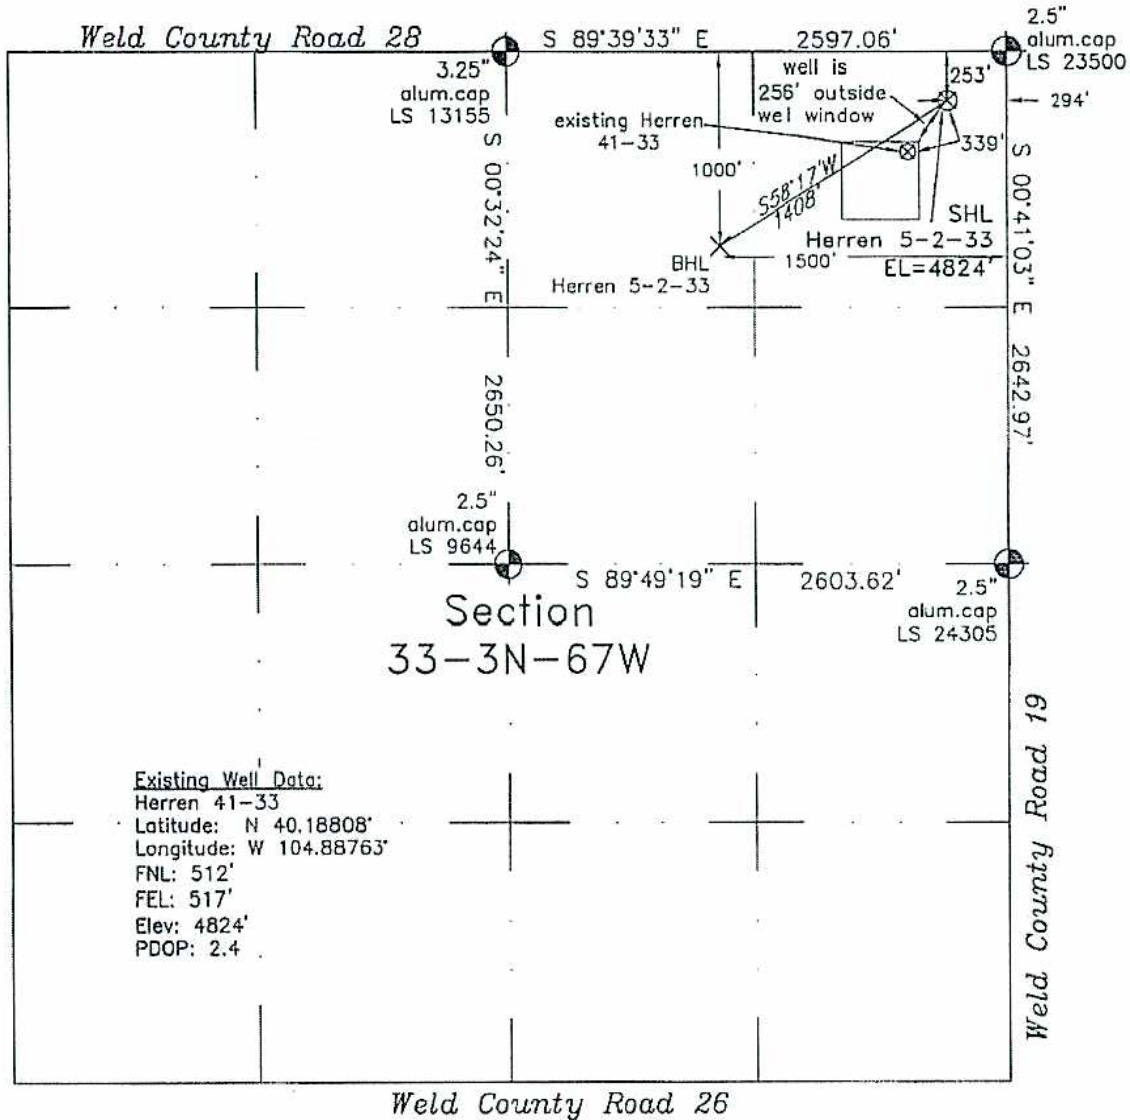 Weld County Road 28
S 89°39'33" E
2597.06'
2.5"
alum.cap
LS 23500
3.25"
alum.cap
LS 13155
well is
256' outside
wel window
253'
294'
existing Herren
41-33
339'
1000'
S58°17'W
1408'
S 00°32'24" E
2650.26'
S 00°41'03" E
2642.97'
SHL
Herren 5-2-33
EL=4824'
1500'
BHL
Herren 5-2-33
2.5"
alum.cap
LS 9644
S 89°49'19" E
2603.62'
2.5"
alum.cap
LS 24305
Section
33-3N-67W
Existing Well Data:
Herren 41-33
Latitude: N 40.18808°
Longitude: W 104.88763°
FNL: 512'
FEL: 517'
Elev: 4824'
PDOP: 2.4
Weld County Road 19
Weld County Road 26